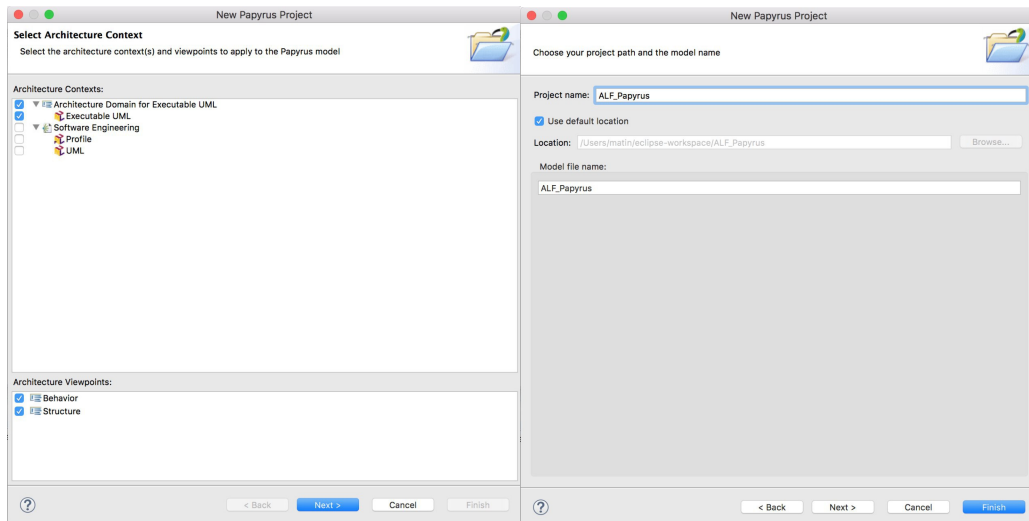 New Papyrus Project
Select Architecture Context
Select the architecture context(s) and viewpoints to apply to the Papyrus model
Architecture Contexts:
Architecture Domain for Executable UML
Executable UML
Software Engineering
Profile
UML
Architecture Viewpoints:
Behavior
Structure
?
< Back Next > Cancel Finish
New Papyrus Project
Choose your project path and the model name
Project name: ALF_Papyrus
Use default location
Location: /Users/matin/eclipse-workspace/ALF_Papyrus Browse...
Model file name:
ALF_Papyrus
?
< Back Next > Cancel Finish